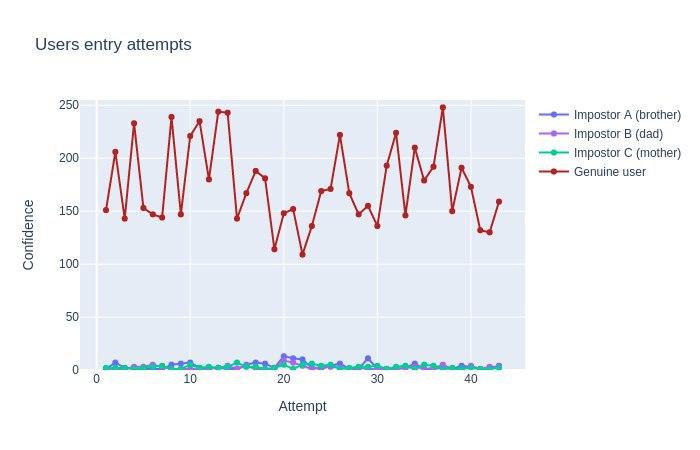 Users entry attempts
250
200
150
100
50
0
Confidence
0 10 20 30 40
Attempt
Impostor A (brother)
Impostor B (dad)
Impostor C (mother)
Genuine user